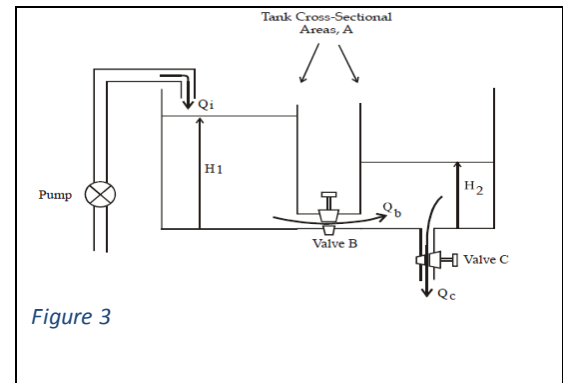 Tank Cross-Sectional
Areas, A
Qi
H1
H2
Pump
Qb
Valve B
Valve C
Qc
Figure 3